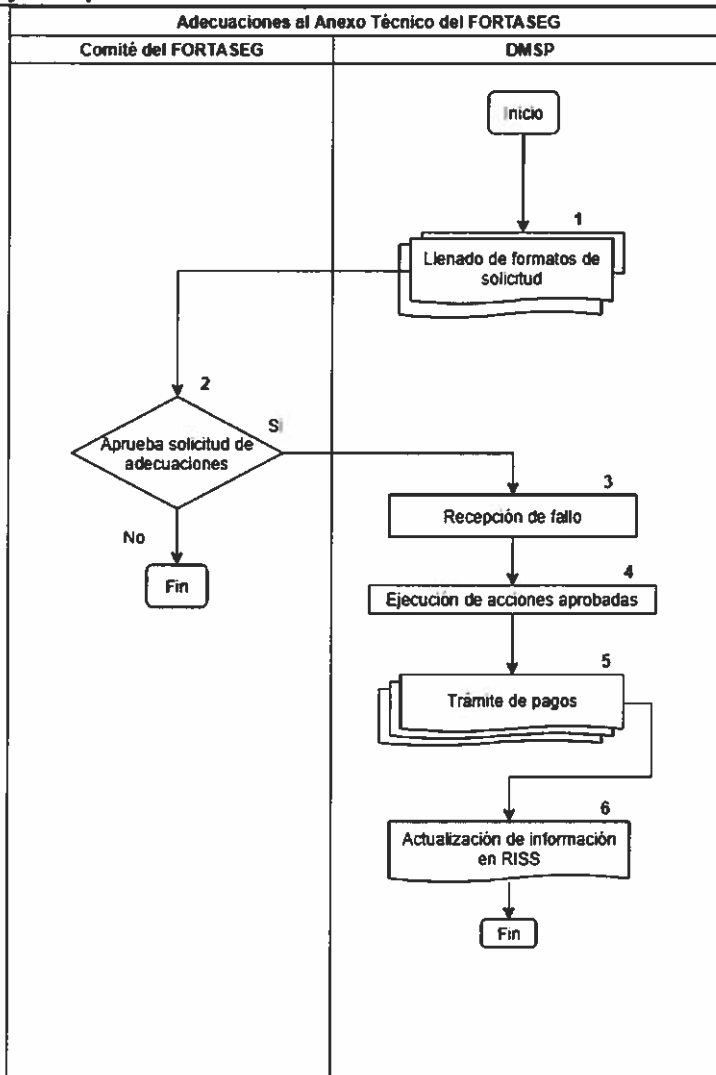 Adecuaciones al Anexo Técnico del FORTASEG
Comité del FORTASEG
DMSP
Inicio
1
Llenado de formatos de
solicitud
2
Aprueba solicitud de
adecuaciones
Si
No
Fin
3
Recepción de fallo
4
Ejecución de acciones aprobadas
5
Trámite de pagos
6
Actualización de información
en RISS
Fin